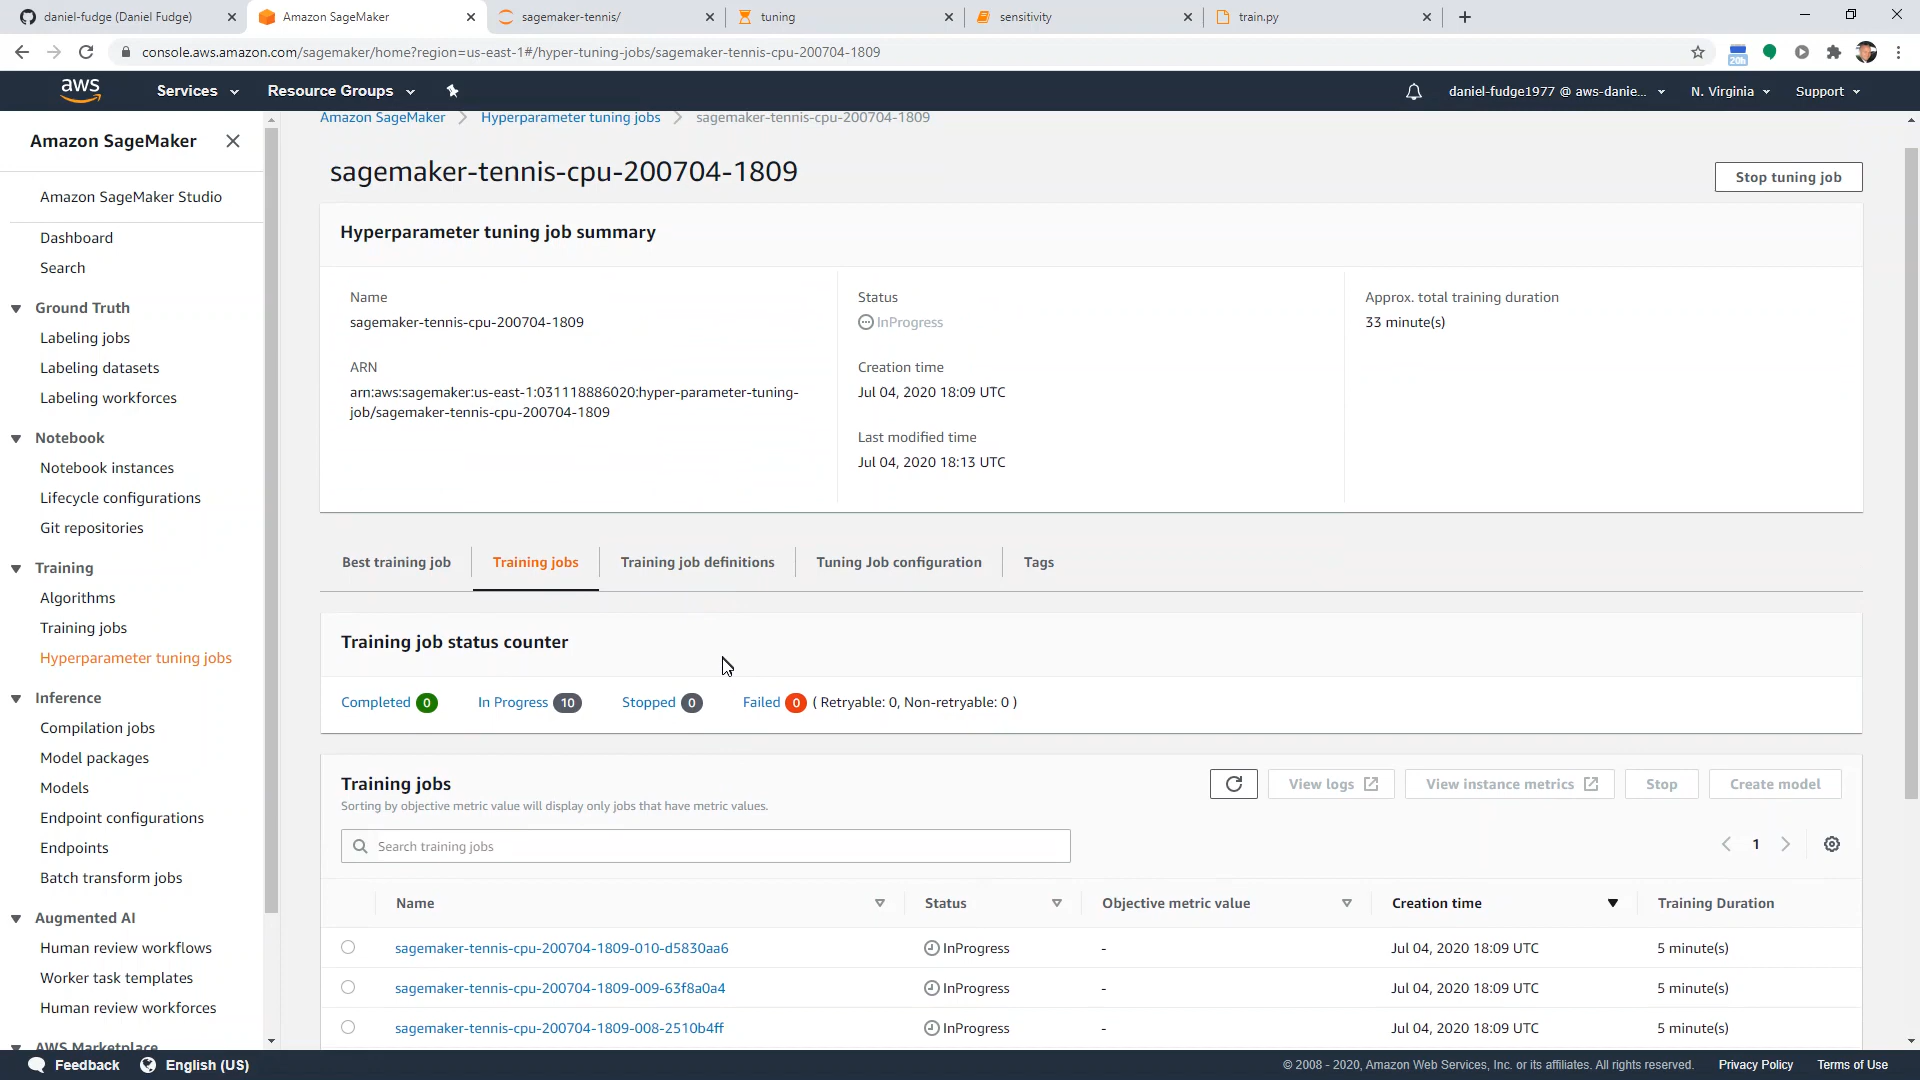 daniel-fudge (Daniel Fudge)
Amazon SageMaker
sagemaker-tennis/
tuning
sensitivity
train.py
console.aws.amazon.com/sagemaker/home?region=us-east-1#/hyper-tuning-jobs/sagemaker-tennis-cpu-200704-1809
20h
aws
Services
Resource Groups
daniel-fudge1977 @ aws-danie...
N. Virginia
Support
Amazon SageMaker
Amazon SageMaker Studio
Dashboard
Search
Ground Truth
Labeling jobs
Labeling datasets
Labeling workforces
Notebook
Notebook instances
Lifecycle configurations
Git repositories
Training
Algorithms
Training jobs
Hyperparameter tuning jobs
Inference
Compilation jobs
Model packages
Models
Endpoint configurations
Endpoints
Batch transform jobs
Augmented AI
Human review workflows
Worker task templates
Human review workforces
AWS Marketplace
Amazon SageMaker > Hyperparameter tuning jobs > sagemaker-tennis-cpu-200704-1809
sagemaker-tennis-cpu-200704-1809
Stop tuning job
Hyperparameter tuning job summary
Name
sagemaker-tennis-cpu-200704-1809
ARN
arn:aws:sagemaker:us-east-1:031118886020:hyper-parameter-tuning-
job/sagemaker-tennis-cpu-200704-1809
Status
InProgress
Creation time
Jul 04, 2020 18:09 UTC
Last modified time
Jul 04, 2020 18:13 UTC
Approx. total training duration
33 minute(s)
Best training job
Training jobs
Training job definitions
Tuning Job configuration
Tags
Training job status counter
Completed 0
In Progress 10
Stopped 0
Failed 0 ( Retryable: 0, Non-retryable: 0 )
Training jobs
Sorting by objective metric value will display only jobs that have metric values.
View logs
View instance metrics
Stop
Create model
Search training jobs
1
Name Status Objective metric value Creation time Training Duration
sagemaker-tennis-cpu-200704-1809-010-d5830aa6 InProgress - Jul 04, 2020 18:09 UTC 5 minute(s)
sagemaker-tennis-cpu-200704-1809-009-63f8a0a4 InProgress - Jul 04, 2020 18:09 UTC 5 minute(s)
sagemaker-tennis-cpu-200704-1809-008-2510b4ff InProgress - Jul 04, 2020 18:09 UTC 5 minute(s)
Feedback
English (US)
© 2008 - 2020, Amazon Web Services, Inc. or its affiliates. All rights reserved.
Privacy Policy
Terms of Use